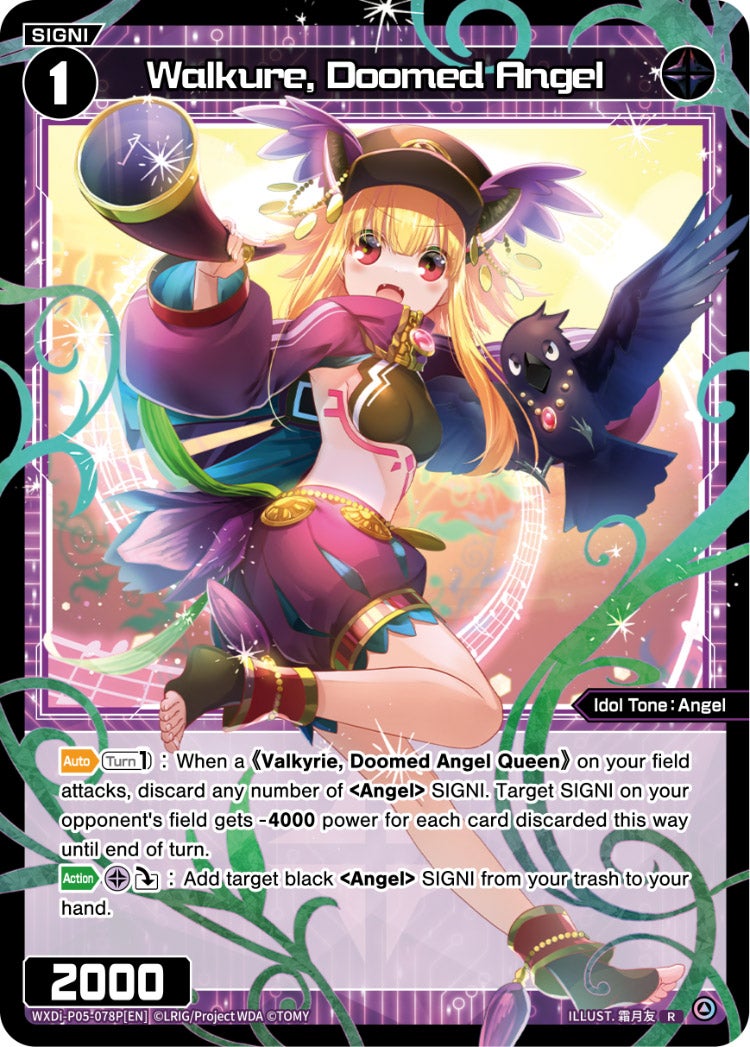 SIGNI
1
Walkure, Doomed Angel
Idol Tone:Angel
Auto Turn 1 : When a 《Valkyrie, Doomed Angel Queen》 on your field
attacks, discard any number of <Angel> SIGNI. Target SIGNI on your
opponent's field gets -4000 power for each card discarded this way
until end of turn.
Action : Add target black <Angel> SIGNI from your trash to your
hand.
2000
WXDi-P05-078P[EN] ©LRIG/Project WDA ©TOMY
ILLUST. 霜月友 R